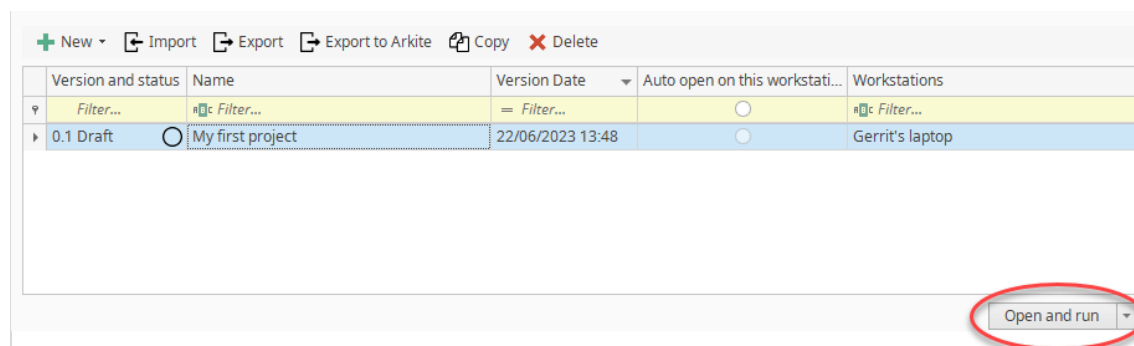 New Import Export Export to Arkite Copy Delete
Version and status Name Version Date Auto open on this workstati... Workstations
Filter... Filter... = Filter... Filter...
0.1 Draft My first project 22/06/2023 13:48 Gerrit's laptop
Open and run